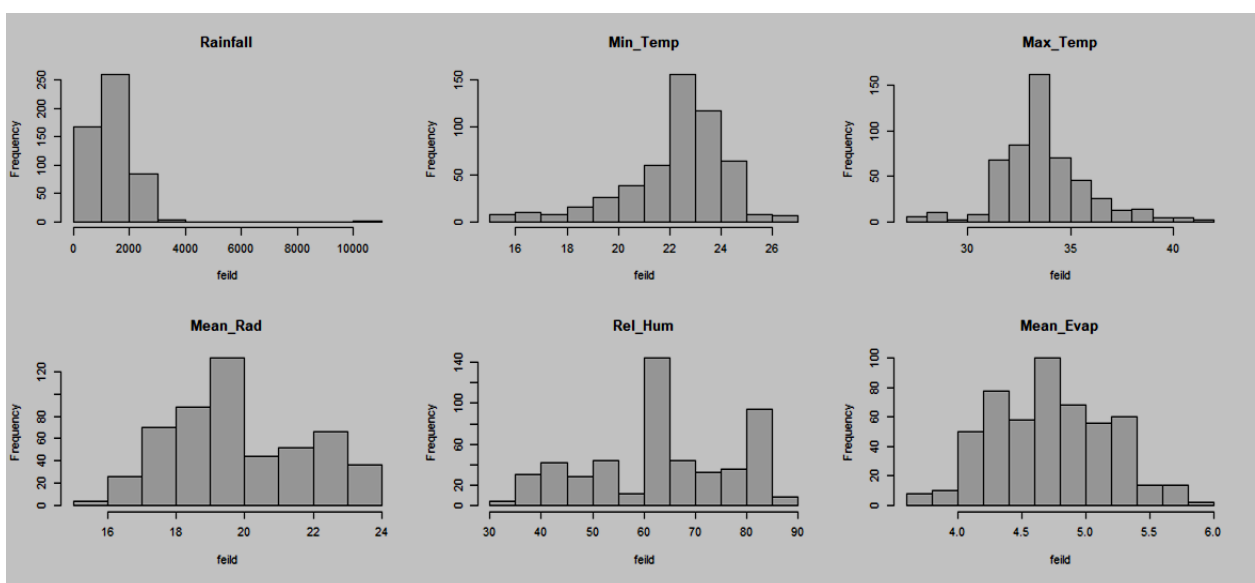 Rainfall
Frequency
0 50 100 150 200 250
0 2000 4000 6000 8000 10000
feild
Min_Temp
Frequency
0 50 100 150
16 18 20 22 24 26
feild
Max_Temp
Frequency
0 50 100 150
30 35 40
feild
Mean_Rad
Frequency
0 20 40 60 80 120
16 18 20 22 24
feild
Rel_Hum
Frequency
0 20 60 100 140
30 40 50 60 70 80 90
feild
Mean_Evap
Frequency
0 20 40 60 80 100
4.0 4.5 5.0 5.5 6.0
feild